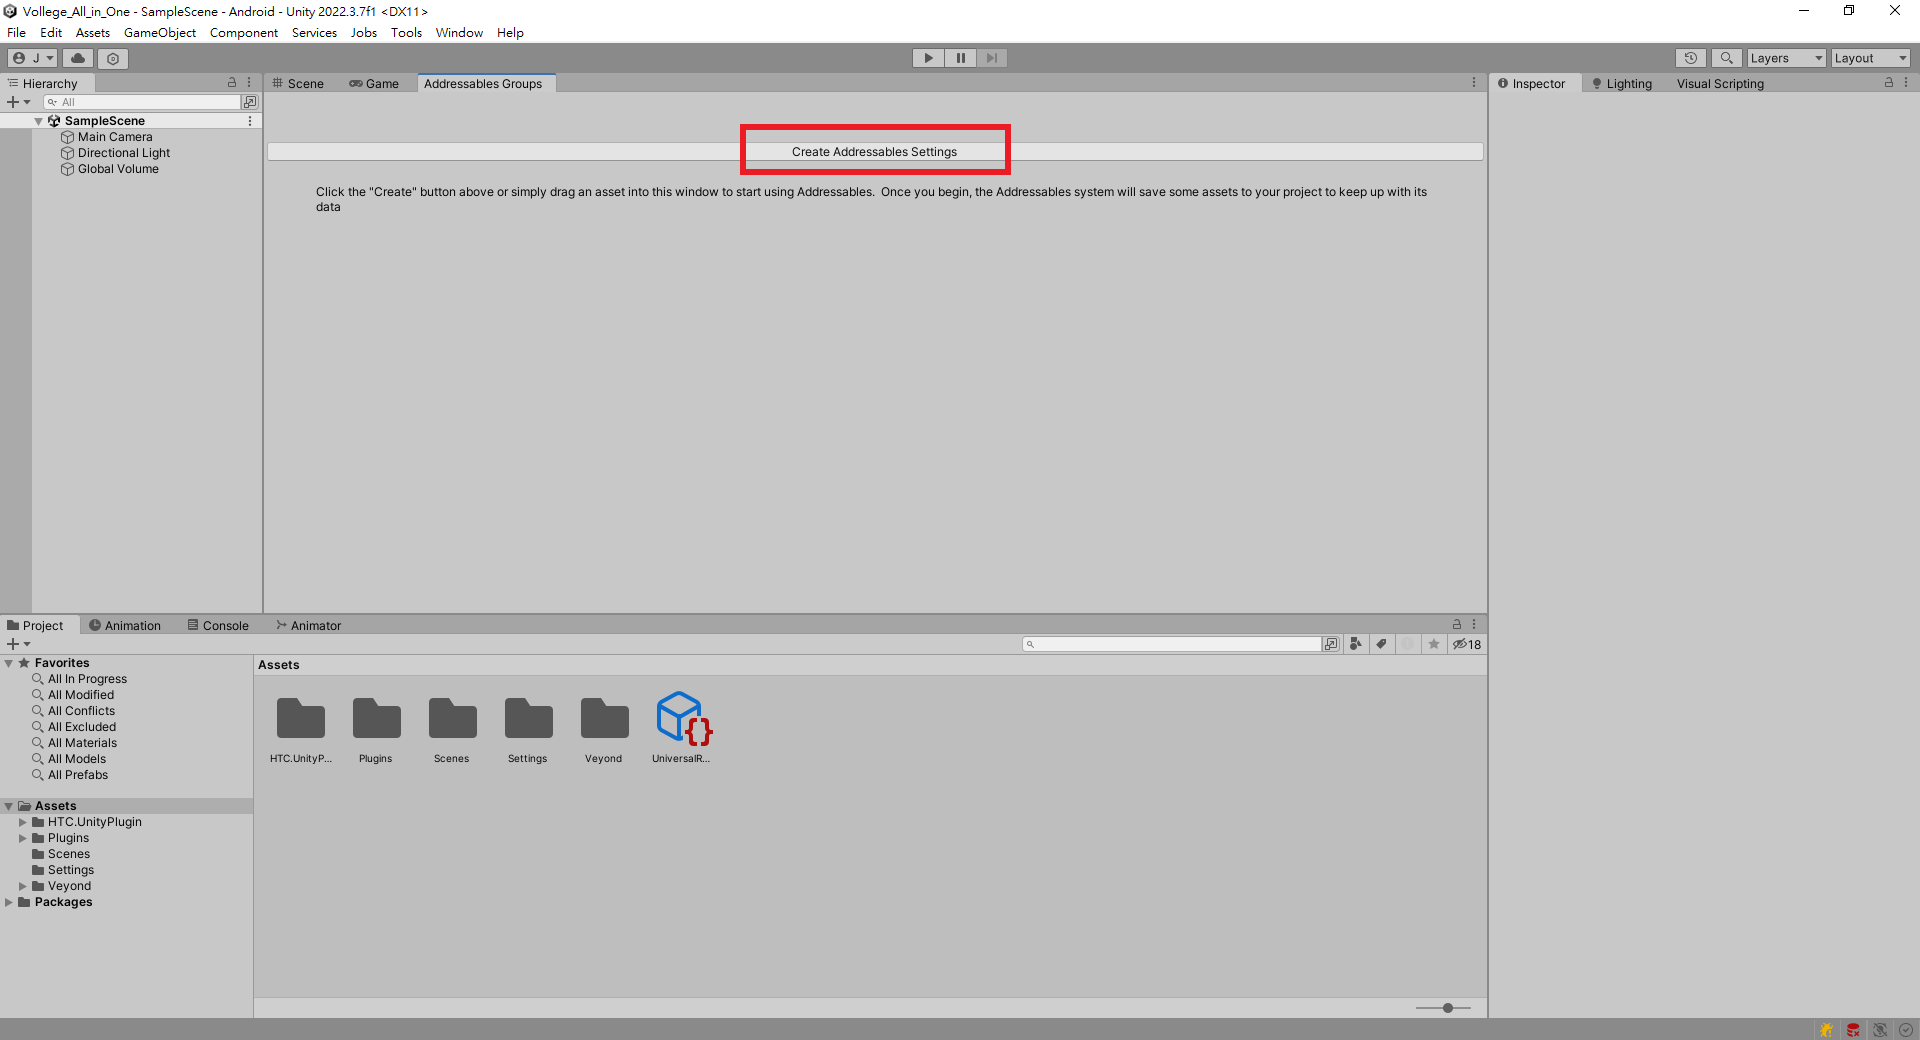 Vollege_All_in_One - SampleScene - Android - Unity 2022.3.7f1 <DX11>
File Edit Assets GameObject Component Services Jobs Tools Window Help
J Layers Layout
Hierarchy Scene Game Addressables Groups Inspector Lighting Visual Scripting
All
SampleScene
Main Camera
Directional Light
Global Volume
Create Addressables Settings
Click the "Create" button above or simply drag an asset into this window to start using Addressables. Once you begin, the Addressables system will save some assets to your project to keep up with its
data
Project Animation Console Animator
18
Favorites
All In Progress
All Modified
All Conflicts
All Excluded
All Materials
All Models
All Prefabs
Assets
HTC.UnityPlugin
Plugins
Scenes
Settings
Veyond
Packages
Assets
HTC.UnityP... Plugins Scenes Settings Veyond UniversalR...